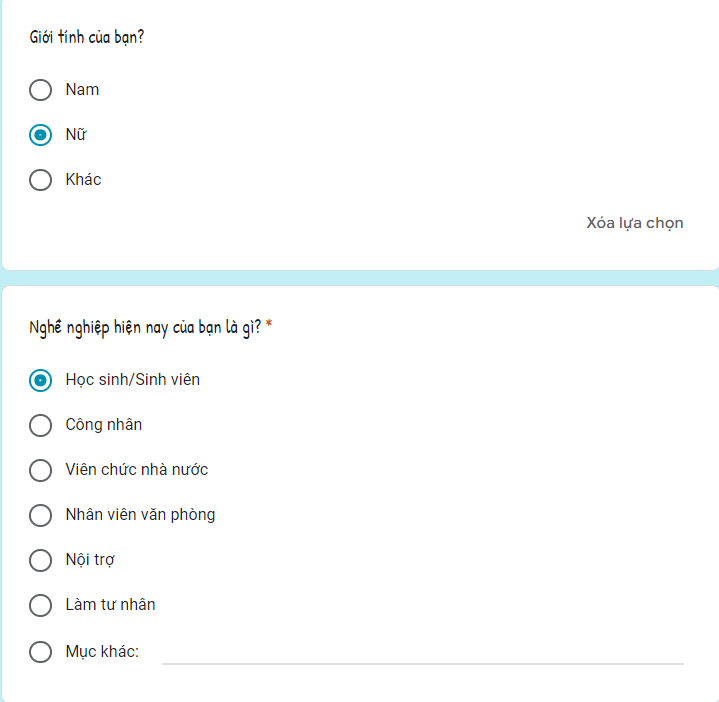 Giới tính của bạn?
Nam
Nữ
Khác
Xóa lựa chọn
Nghề nghiệp hiện nay của bạn là gì? *
Học sinh/Sinh viên
Công nhân
Viên chức nhà nước
Nhân viên văn phòng
Nội trợ
Làm tư nhân
Mục khác: